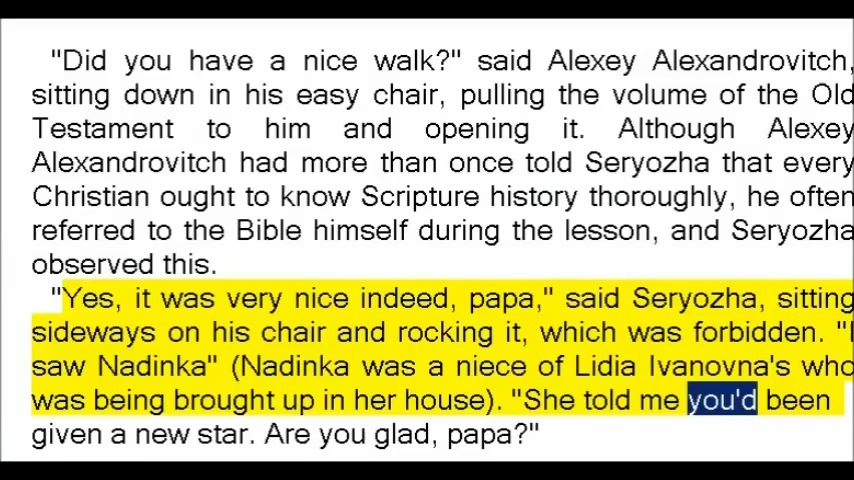 "Did you have a nice walk?" said Alexey Alexandrovitch,
sitting down in his easy chair, pulling the volume of the Old
Testament to him and opening it. Although Alexey
Alexandrovitch had more than once told Seryozha that every
Christian ought to know Scripture history thoroughly, he often
referred to the Bible himself during the lesson, and Seryozha
observed this.
"Yes, it was very nice indeed, papa," said Seryozha, sitting
sideways on his chair and rocking it, which was forbidden. "I
saw Nadinka" (Nadinka was a niece of Lidia Ivanovna's who
was being brought up in her house). "She told me you'd been
given a new star. Are you glad, papa?"